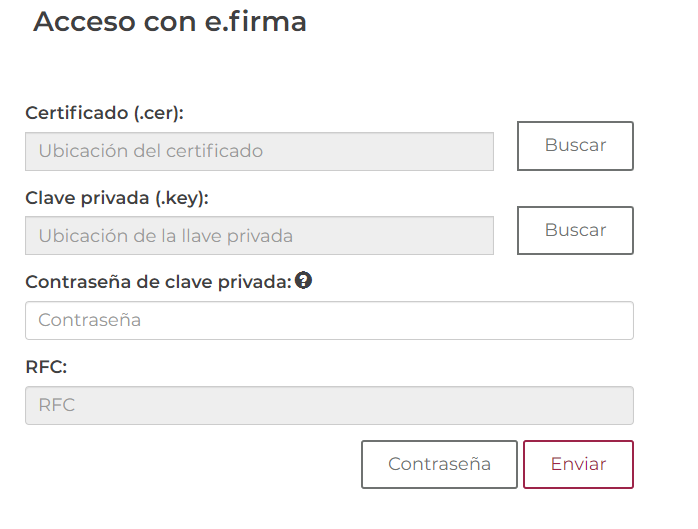 Acceso con e.firma
Certificado (.cer):
Ubicación del certificado
Buscar
Clave privada (.key):
Ubicación de la llave privada
Buscar
Contraseña de clave privada: ?
Contraseña
RFC:
RFC
Contraseña
Enviar